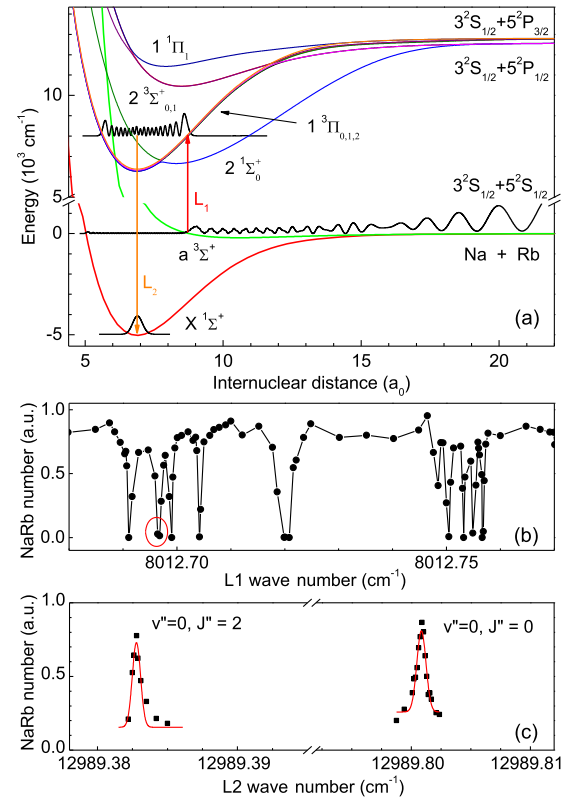 3²S₁/₂+5²P₃/₂
1 ¹Π₁
3²S₁/₂+5²P₁/₂
2 ³Σ⁺₀,₁
10
1 ³Π₀,₁,₂
2 ¹Σ⁺₀
5
L₁
3²S₁/₂+5²S₁/₂
0
a ³Σ⁺
Na + Rb
L₂
X ¹Σ⁺
-5
(a)
Energy (10³ cm⁻¹)
5 10 15 20
Internuclear distance (a₀)
1.0
0.5
0.0
(b)
NaRb number (a.u.)
8012.70 8012.75
L1 wave number (cm⁻¹)
1.0
v"=0, J" = 2 v"=0, J" = 0
0.5
0.0
(c)
NaRb number (a.u.)
12989.38 12989.39 12989.80 12989.81
L2 wave number (cm⁻¹)